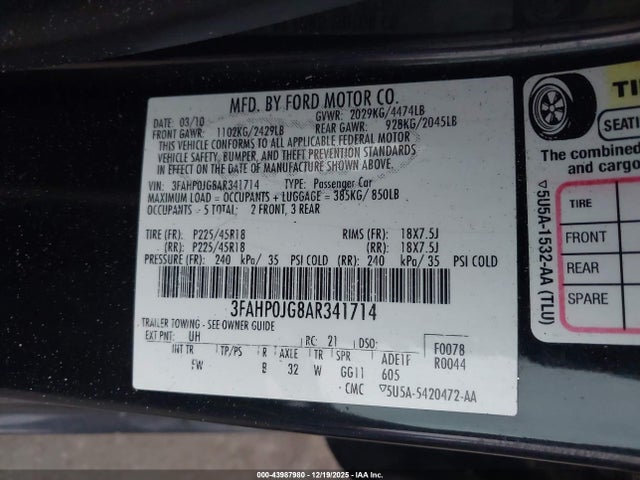 MFD. BY FORD MOTOR CO.
DATE: 03/10 GVWR: 2029KG/4474LB
FRONT GAWR: 1102KG/2429LB REAR GAWR: 928KG/2045LB
THIS VEHICLE CONFORMS TO ALL APPLICABLE FEDERAL MOTOR
VEHICLE SAFETY, BUMPER, AND THEFT PREVENTION STANDARDS
IN EFFECT ON THE DATE OF MANUFACTURE SHOWN ABOVE.
VIN: 3FAHP0JG8AR341714 TYPE: Passenger Car
MAXIMUM LOAD = OCCUPANTS + LUGGAGE = 385KG/850LB
OCCUPANTS - 5 TOTAL: 2 FRONT, 3 REAR
TIRE (FR): P225/45R18 RIMS (FR): 18X7.5J
(RR): P225/45R18 (RR): 18X7.5J
PRESSURE (FR): 240 kPa/ 35 PSI COLD (RR): 240 kPa/ 35 PSI COLD
3FAHP0JG8AR341714
TRAILER TOWING - SEE OWNER GUIDE
EXT PNT: UH RC: 21 DSO: F0078
INT TR TP/PS R AXLE TR SPR ADE1F R0044
8 32 W GG11 605
CMC ▽5U5A-5420472-AA
▽5U5A-1532-AA (TLU)
SEATI
The combined
and cargo
TIRE
FRONT
REAR
SPARE
000-43987980 - 12/19/2025 - IAA Inc.